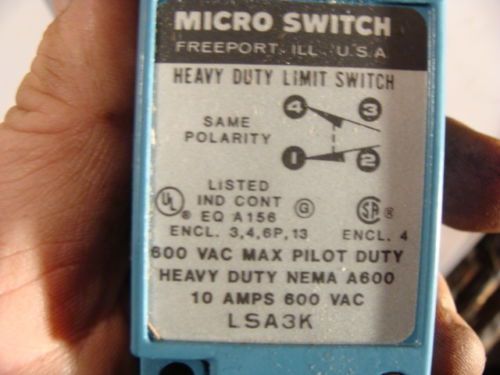 MICRO SWITCH
FREEPORT, ILL., U.S.A
HEAVY DUTY LIMIT SWITCH
4 3
SAME
POLARITY
1 2
LISTED
UL ® IND CONT G SA ®
EQ A156
ENCL. 3,4,6P,13 ENCL. 4
600 VAC MAX PILOT DUTY
HEAVY DUTY NEMA A600
10 AMPS 600 VAC
LSA3K